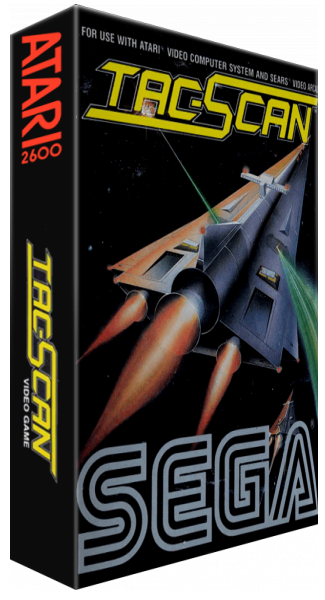 ATARI
2600
TAC-SCAN
VIDEO GAME
FOR USE WITH ATARI® VIDEO COMPUTER SYSTEM AND SEARS® VIDEO ARC
TAC-SCAN
SEGA